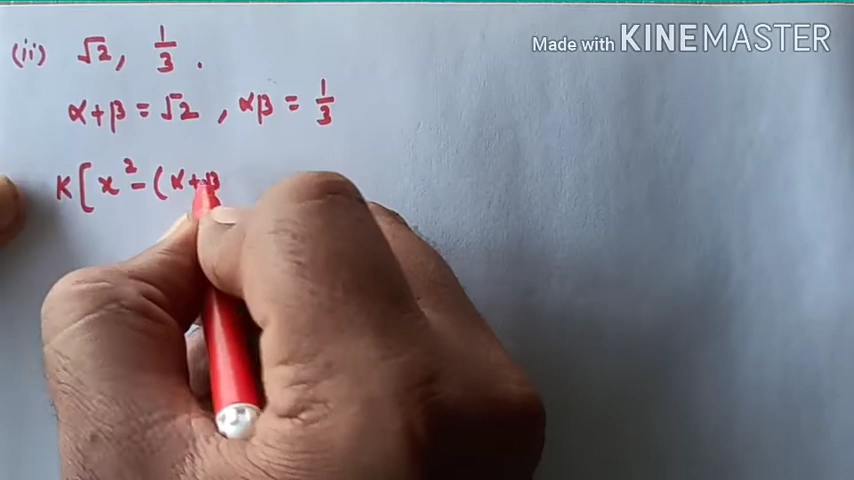 Made with KINEMASTER
(ii) √2, 1/3.
α+β = √2, αβ = 1/3
K[x²-(α+β